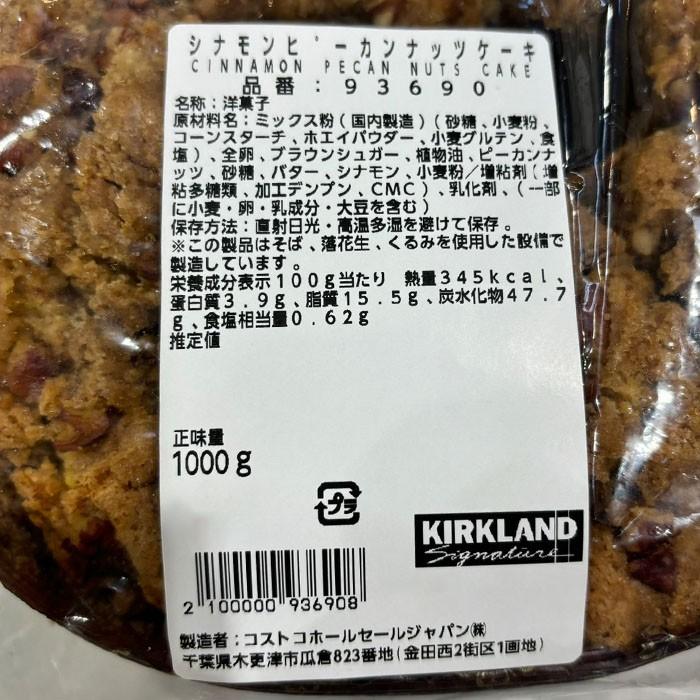 シナモンピーカンナッツケーキ
CINNAMON PECAN NUTS CAKE
品番：93690
名称：洋菓子
原材料名：ミックス粉（国内製造）（砂糖、小麦粉、
コーンスターチ、ホエイパウダー、小麦グルテン、食
塩）、全卵、ブラウンシュガー、植物油、ピーカンナ
ッツ、砂糖、バター、シナモン、小麦粉／増粘剤（増
粘多糖類、加工デンプン、CMC）、乳化剤、（一部
に小麦・卵・乳成分・大豆を含む）
保存方法：直射日光・高温多湿を避けて保存。
※この製品はそば、落花生、くるみを使用した設備で
製造しています。
栄養成分表示100g当たり 熱量345kcal、
蛋白質3.9g、脂質15.5g、炭水化物47.7
g、食塩相当量0.62g
推定値
正味量
1000g
プラ
KIRKLAND
Signature
2 100000 936908
製造者：コストコホールセールジャパン㈱
千葉県木更津市瓜倉823番地(金田西2街区1画地)